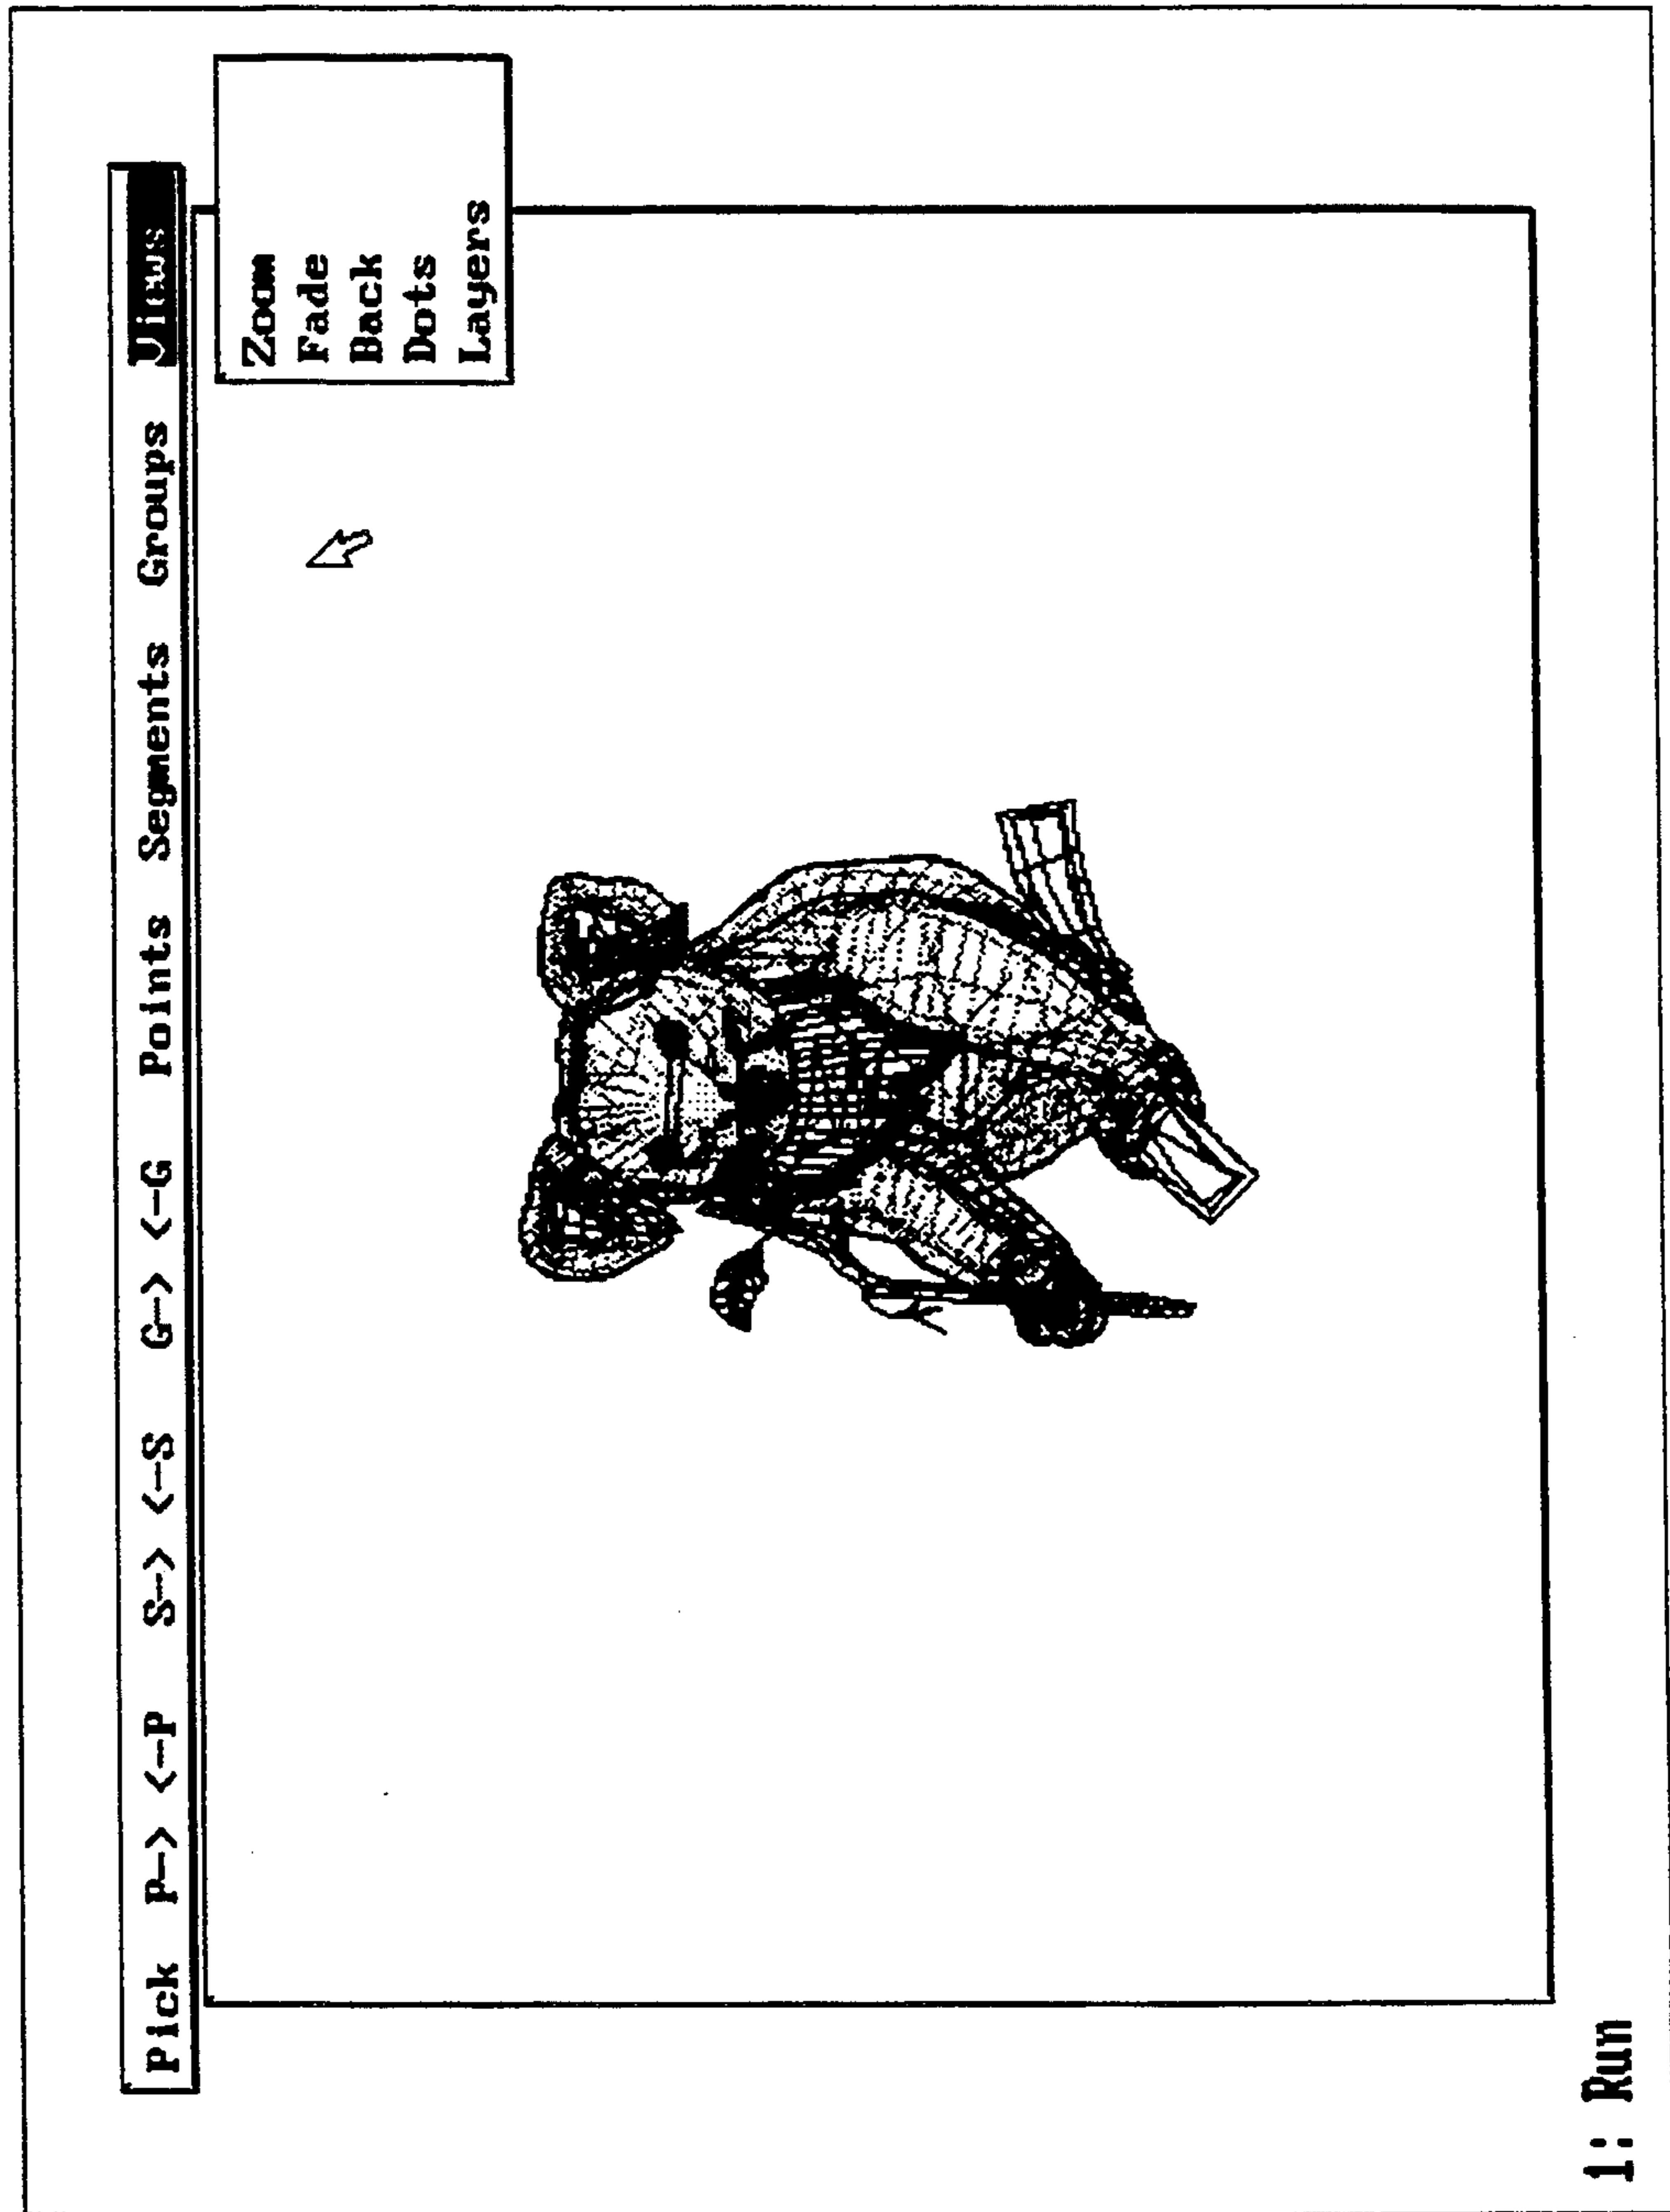 Pick P-> <-P S-> <-S G-> <-G Points Segments Groups Views
Zoom
Fade
Back
Dots
Layers
1: Run